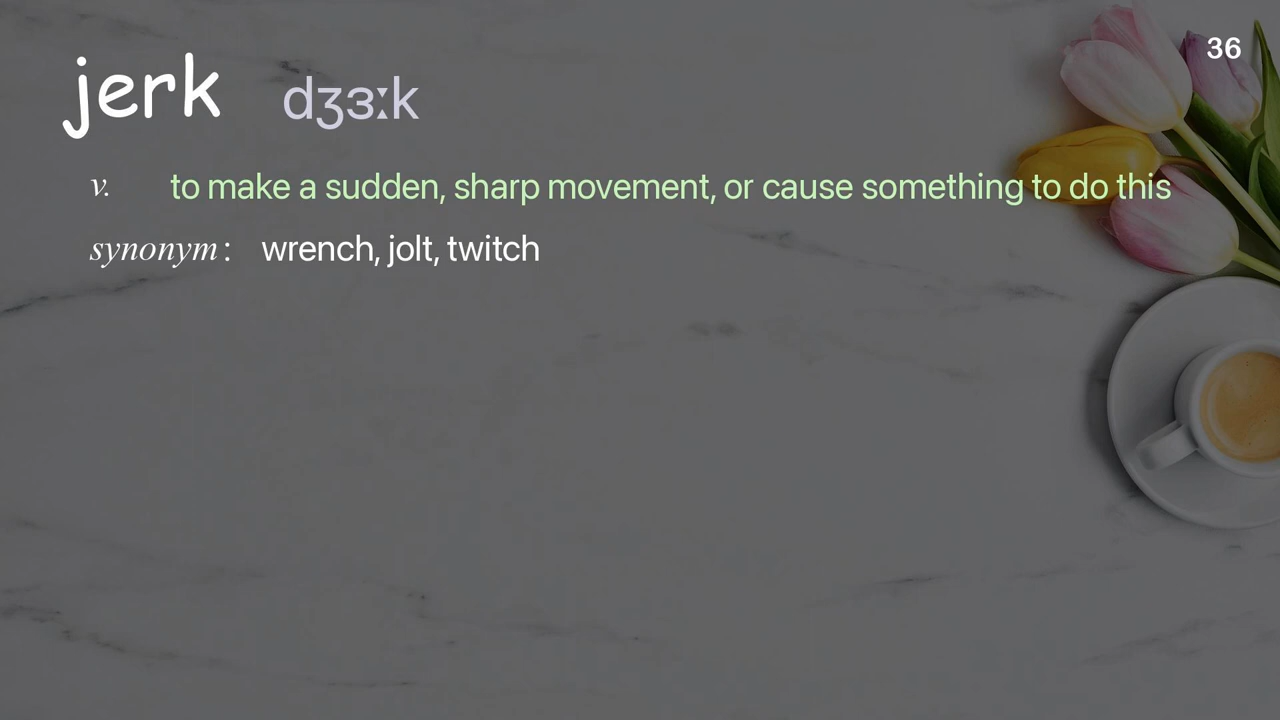 36
jerk dʒɜːk
v. to make a sudden, sharp movement, or cause something to do this
synonym: wrench, jolt, twitch